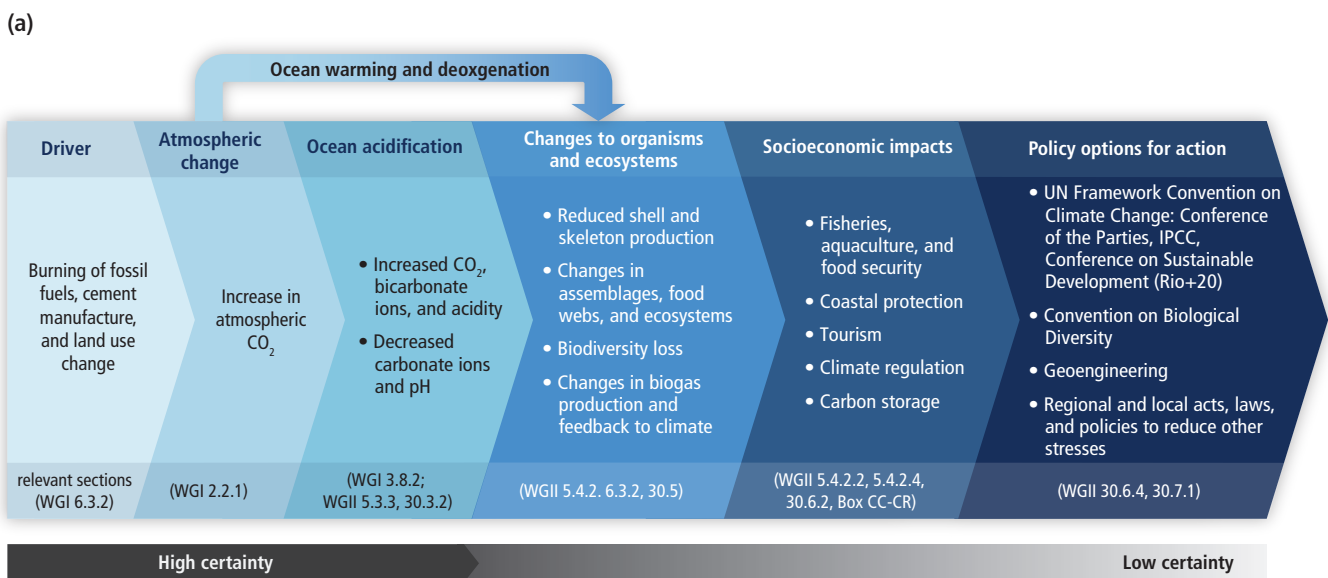 (a)
Ocean warming and deoxgenation
Driver
Burning of fossil
fuels, cement
manufacture,
and land use
change
relevant sections
(WGI 6.3.2)
Atmospheric
change
Increase in
atmospheric
CO₂
(WGI 2.2.1)
Ocean acidification
• Increased CO₂,
bicarbonate
ions, and acidity
• Decreased
carbonate ions
and pH
(WGI 3.8.2;
WGII 5.3.3, 30.3.2)
Changes to organisms
and ecosystems
• Reduced shell and
skeleton production
• Changes in
assemblages, food
webs, and ecosystems
• Biodiversity loss
• Changes in biogas
production and
feedback to climate
(WGII 5.4.2. 6.3.2, 30.5)
Socioeconomic impacts
• Fisheries,
aquaculture, and
food security
• Coastal protection
• Tourism
• Climate regulation
• Carbon storage
(WGII 5.4.2.2, 5.4.2.4,
30.6.2, Box CC-CR)
Policy options for action
• UN Framework Convention on
Climate Change: Conference
of the Parties, IPCC,
Conference on Sustainable
Development (Rio+20)
• Convention on Biological
Diversity
• Geoengineering
• Regional and local acts, laws,
and policies to reduce other
stresses
(WGII 30.6.4, 30.7.1)
High certainty
Low certainty